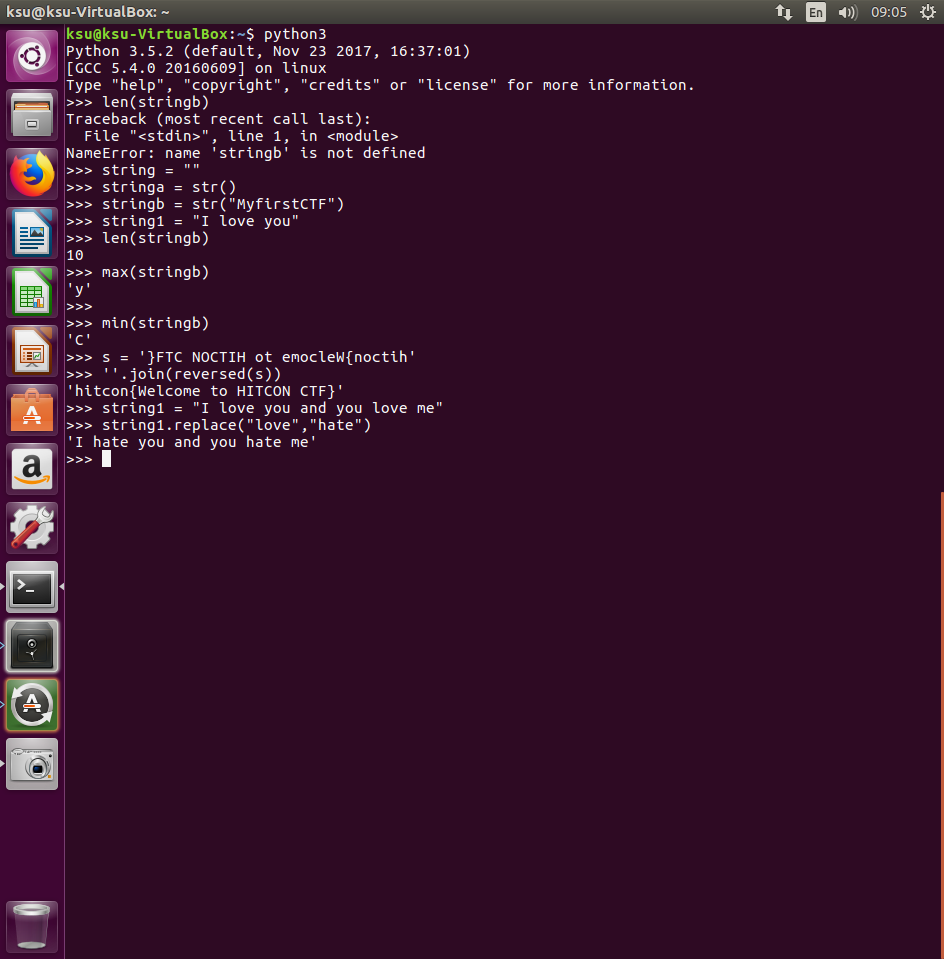 ksu@ksu-VirtualBox: ~
En
09:05
ksu@ksu-VirtualBox:~$ python3
Python 3.5.2 (default, Nov 23 2017, 16:37:01)
[GCC 5.4.0 20160609] on linux
Type "help", "copyright", "credits" or "license" for more information.
>>> len(stringb)
Traceback (most recent call last):
  File "<stdin>", line 1, in <module>
NameError: name 'stringb' is not defined
>>> string = ""
>>> stringa = str()
>>> stringb = str("MyfirstCTF")
>>> string1 = "I love you"
>>> len(stringb)
10
>>> max(stringb)
'y'
>>>
>>> min(stringb)
'C'
>>> s = '}FTC NOCTIH ot emocleW{noctih'
>>> ''.join(reversed(s))
'hitcon{Welcome to HITCON CTF}'
>>> string1 = "I love you and you love me"
>>> string1.replace("love","hate")
'I hate you and you hate me'
>>>